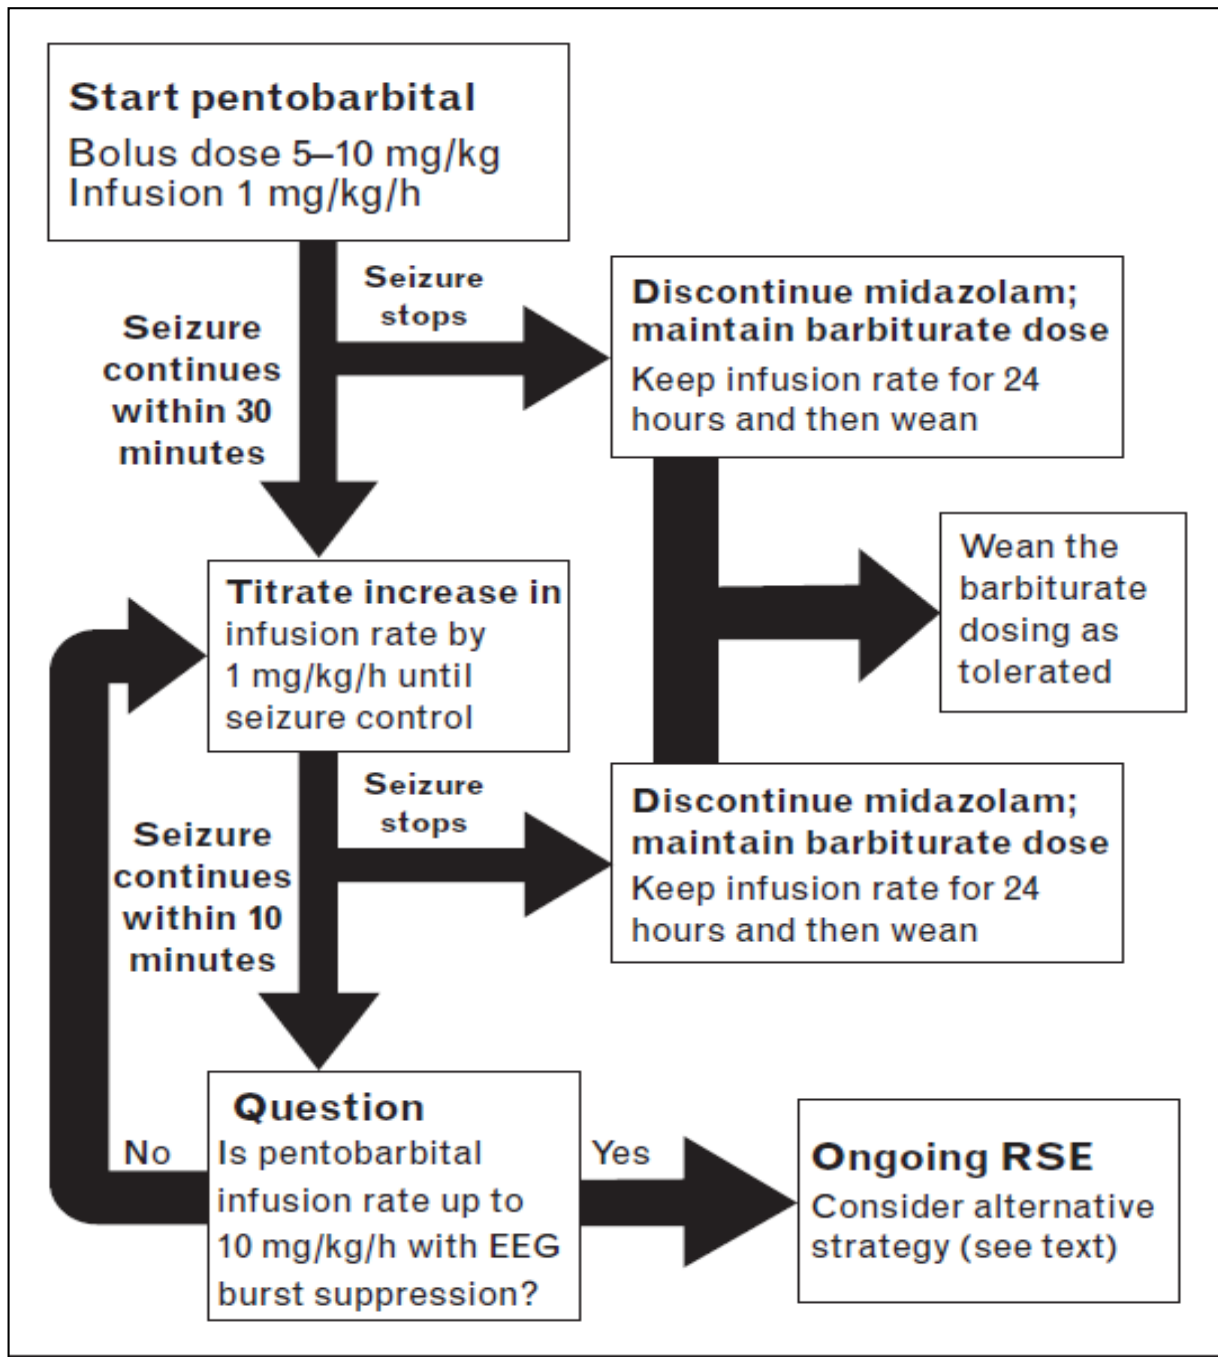 Start pentobarbital
Bolus dose 5–10 mg/kg
Infusion 1 mg/kg/h
Seizure
stops
Seizure
continues
within 30
minutes
Discontinue midazolam;
maintain barbiturate dose
Keep infusion rate for 24
hours and then wean
Wean the
barbiturate
dosing as
tolerated
Titrate increase in
infusion rate by
1 mg/kg/h until
seizure control
Seizure
stops
Seizure
continues
within 10
minutes
Discontinue midazolam;
maintain barbiturate dose
Keep infusion rate for 24
hours and then wean
Question
Is pentobarbital
infusion rate up to
10 mg/kg/h with EEG
burst suppression?
No
Yes
Ongoing RSE
Consider alternative
strategy (see text)